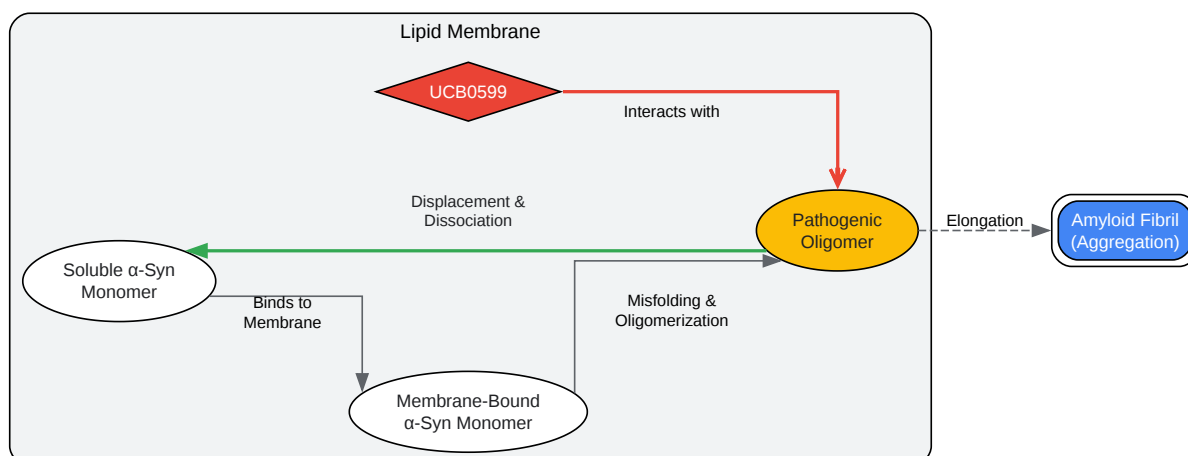 Lipid Membrane
UCB0599
Interacts with
Displacement &
Dissociation
Pathogenic
Oligomer
Elongation
Amyloid Fibril
(Aggregation)
Soluble α-Syn
Monomer
Binds to
Membrane
Misfolding &
Oligomerization
Membrane-Bound
α-Syn Monomer